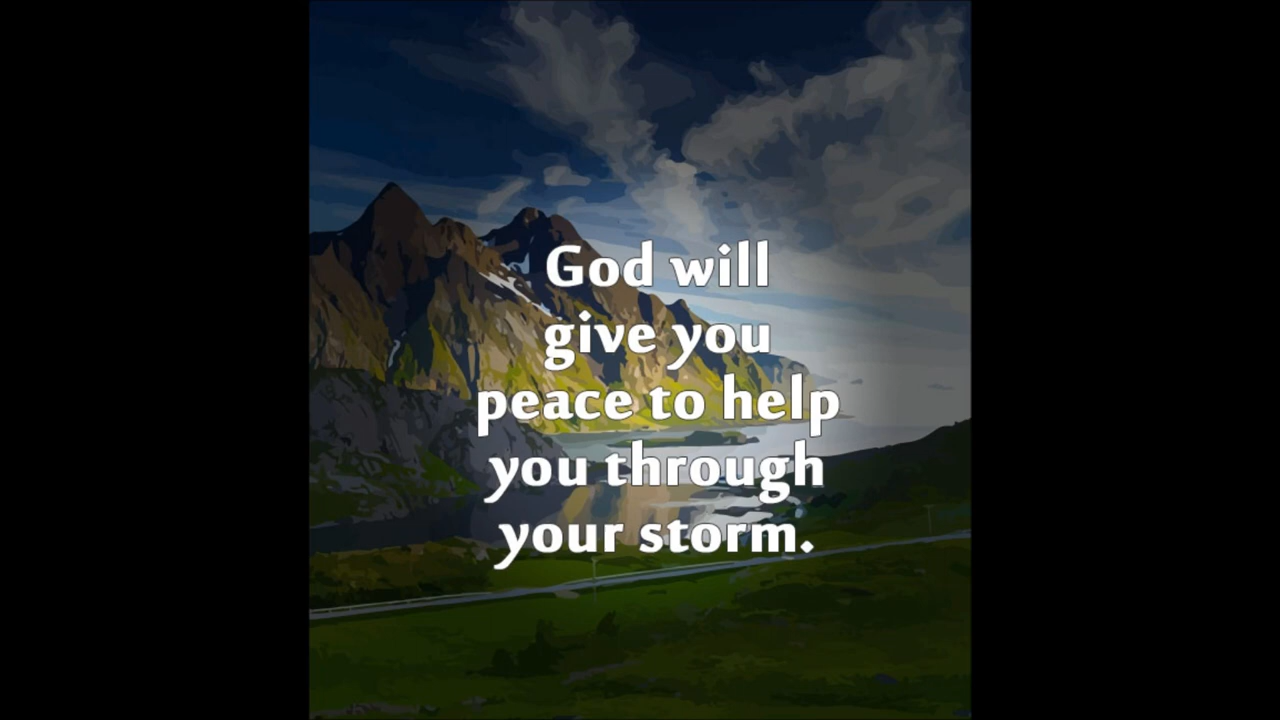 God will
give you
peace to help
you through
your storm.